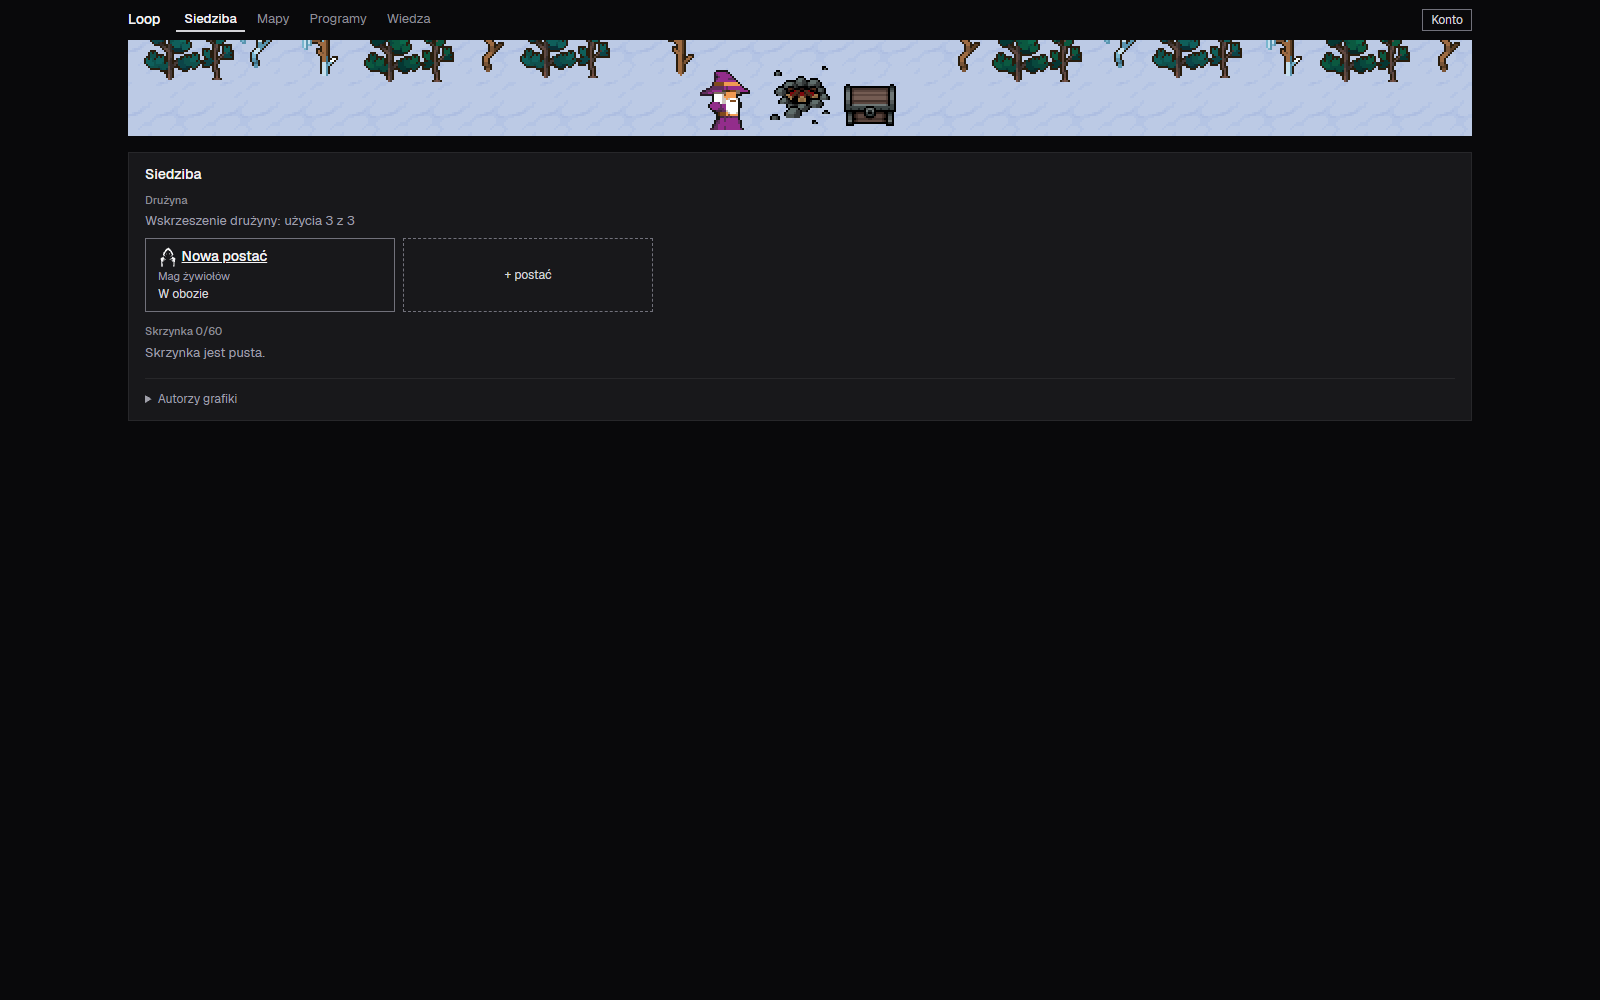 Loop Siedziba Mapy Programy Wiedza Konto
Siedziba
Drużyna
Wskrzeszenie drużyny: użycia 3 z 3
Nowa postać
Mag żywiołów
W obozie
+ postać
Skrzynka 0/60
Skrzynka jest pusta.
Autorzy grafiki